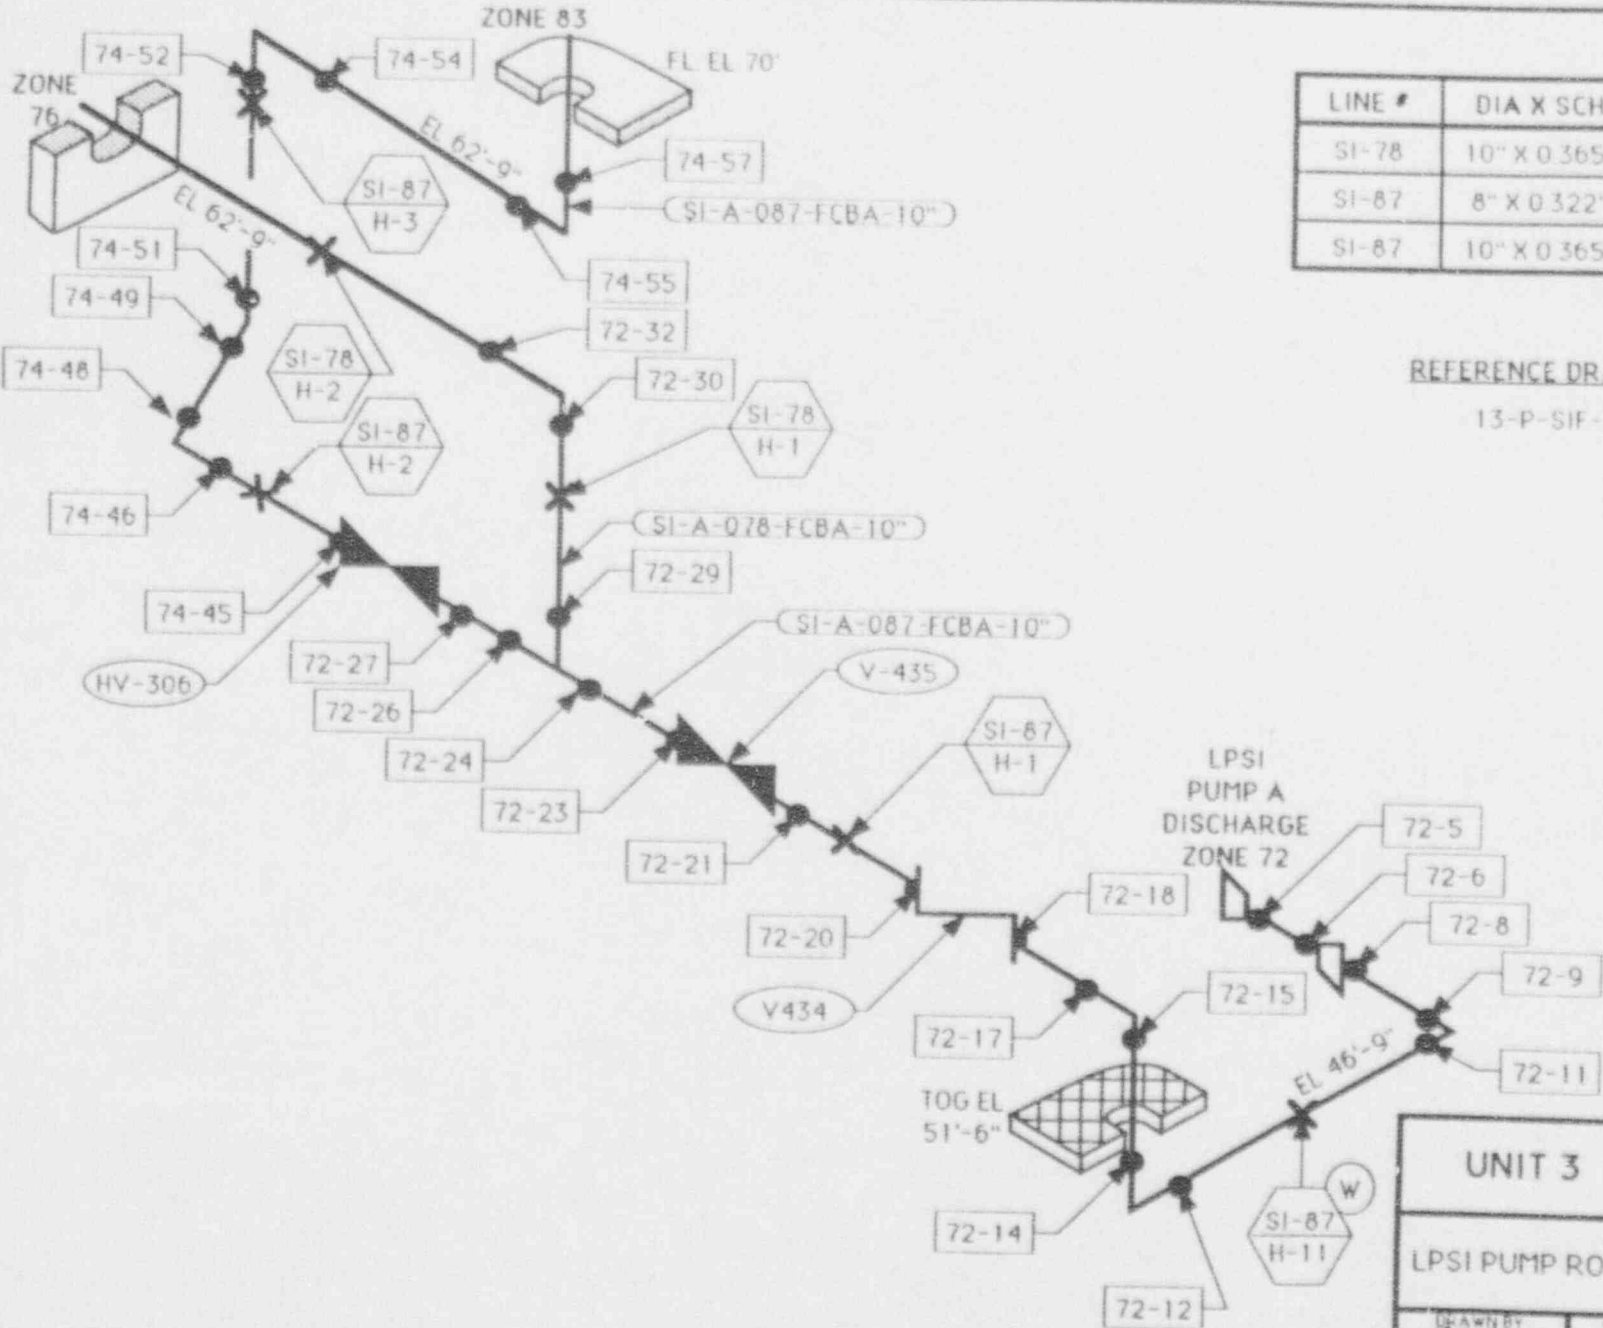 ZONE 83
FL EL 70'
74-52
74-54
ZONE
76
EL 62'-9"
74-57
SI-87
H-3
(SI-A-087-FCBA-10")
EL 62'-9"
74-51
74-49
74-55
72-32
74-48
SI-78
H-2
72-30
SI-87
H-2
SI-78
H-1
74-46
(SI-A-078-FCBA-10")
74-45
72-29
(SI-A-087-FCBA-10")
72-27
HV-306
V-435
72-26
72-24
SI-87
H-1
72-23
72-21
LPSI
PUMP A
DISCHARGE
ZONE 72
72-5
72-6
72-18
72-8
72-20
72-9
V434
72-15
72-17
EL 46'-9"
72-11
TOG EL
51'-6"
72-14
W
SI-87
H-11
72-12
LINE # DIA X SCH
SI-78 10" X 0.365
SI-87 8" X 0.322"
SI-87 10" X 0.365
REFERENCE DR
13-P-SIF-
UNIT 3
LPSI PUMP RO
DRAWN BY